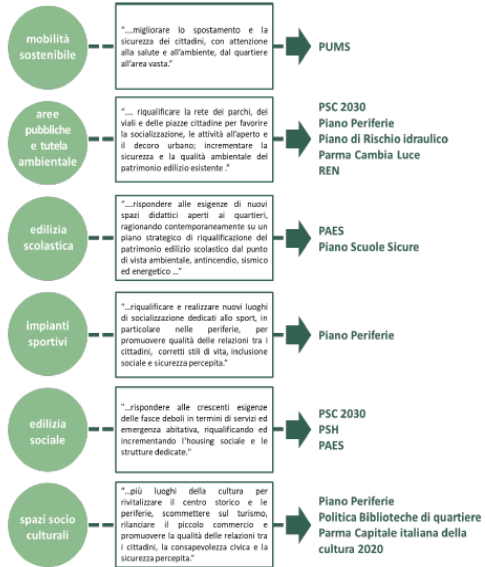 mobilità
sostenibile
"....migliorare lo spostamento e la
sicurezza dei cittadini, con attenzione
alla salute e all'ambiente, dal quartiere
all'area vasta."
PUMS
aree
pubbliche
e tutela
ambientale
".... riqualificare la rete dei parchi, dei
viali e delle piazze cittadine per favorire
la socializzazione, le attività all'aperto e
il decoro urbano; incrementare la
sicurezza e la qualità ambientale del
patrimonio edilizio esistente ."
PSC 2030
Piano Periferie
Piano di Rischio idraulico
Parma Cambia Luce
REN
edilizia
scolastica
"....rispondere alle esigenze di nuovi
spazi didattici aperti ai quartieri,
ragionando contemporaneamente su un
piano strategico di riqualificazione del
patrimonio edilizio scolastico dal punto
di vista ambientale, antincendio, sismico
ed energetico ..."
PAES
Piano Scuole Sicure
impianti
sportivi
"...riqualificare e realizzare nuovi luoghi
di socializzazione dedicati allo sport, in
particolare nelle periferie, per
promuovere qualità delle relazioni tra i
cittadini, corretti stili di vita, inclusione
sociale e sicurezza percepita."
Piano Periferie
edilizia
sociale
"...rispondere alle crescenti esigenze
delle fasce deboli in termini di servizi ed
emergenza abitativa, riqualificando ed
incrementando l'housing sociale e le
strutture dedicate."
PSC 2030
PSH
PAES
spazi socio
culturali
"...più luoghi della cultura per
rivitalizzare il centro storico e le
periferie, scommettere sul turismo,
rilanciare il piccolo commercio e
promuovere la qualità delle relazioni tra
i cittadini, la consapevolezza civica e la
sicurezza percepita."
Piano Periferie
Politica Biblioteche di quartiere
Parma Capitale italiana della
cultura 2020